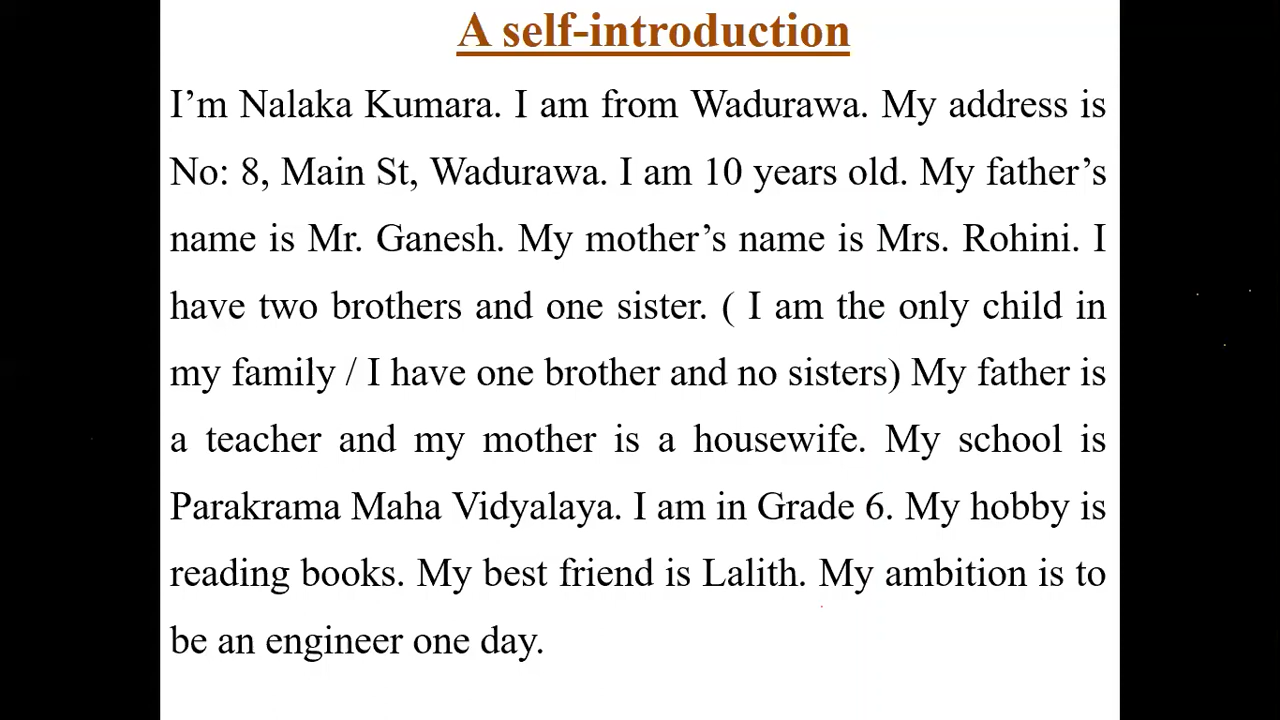 A self-introduction
I’m Nalaka Kumara. I am from Wadurawa. My address is
No: 8, Main St, Wadurawa. I am 10 years old. My father’s
name is Mr. Ganesh. My mother’s name is Mrs. Rohini. I
have two brothers and one sister. ( I am the only child in
my family / I have one brother and no sisters) My father is
a teacher and my mother is a housewife. My school is
Parakrama Maha Vidyalaya. I am in Grade 6. My hobby is
reading books. My best friend is Lalith. My ambition is to
be an engineer one day.